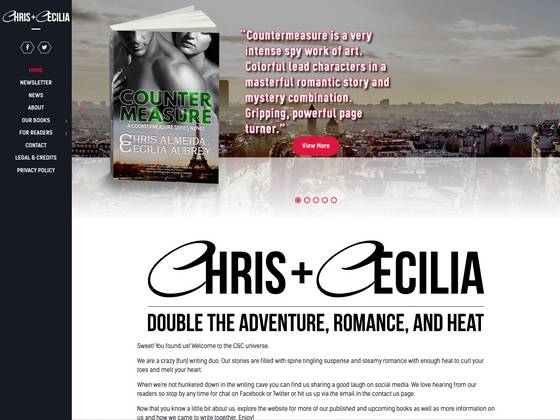 CHRIS + CECILIA
HOME
NEWSLETTER
NEWS
ABOUT
OUR BOOKS
FOR READERS
CONTACT
LEGAL & CREDITS
PRIVACY POLICY
COUNTER
MEASURE
A COUNTERMEASURE SERIES NOVEL
CHRIS ALMEIDA
CECILIA AUBREY
"Countermeasure is a very
intense spy work of art.
Colorful lead characters in a
masterful romantic story and
mystery combination.
Gripping, powerful page
turner."
View More
CHRIS + CECILIA
DOUBLE THE ADVENTURE, ROMANCE, AND HEAT
Sweet! You found us! Welcome to the C&C universe.
We are a crazy (fun) writing duo. Our stories are filled with spine tingling suspense and steamy romance with enough heat to curl your
toes and melt your heart.
When we're not hunkered down in the writing cave you can find us sharing a good laugh on social media. We love hearing from our
readers so stop by any time for chat on Facebook or Twitter or hit us up via the email in the contact us page.
Now that you know a little bit about us, explore the website for more of our published and upcoming books as well as more information on
us and how we came to write together. Enjoy!